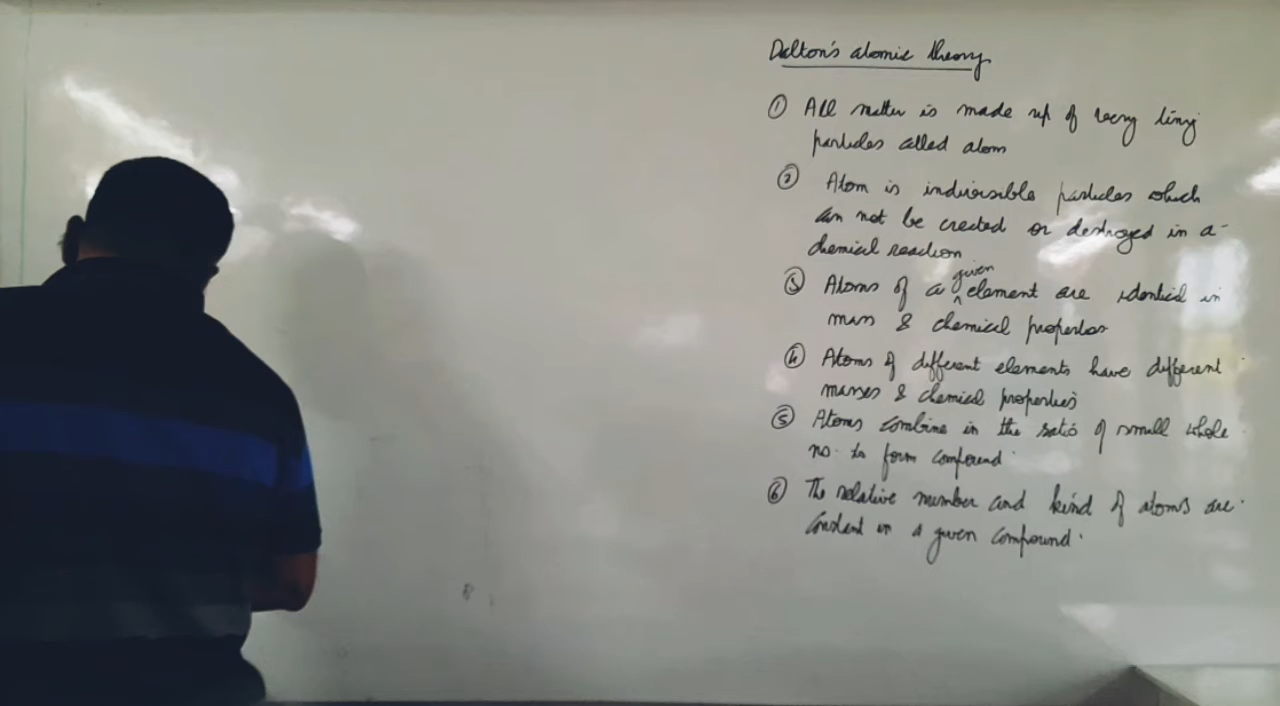 Dalton's atomic theory
① All matter is made up of very tiny
particles called atom
② Atom is indivisible particles which
can not be created or destroyed in a
chemical reaction
③ Atoms of a given element are identical in
mass & chemical properties
④ Atoms of different elements have different
masses & chemical properties
⑤ Atoms combine in the ratio of small whole
no. to form compound.
⑥ The relative number and kind of atoms are
constant in a given compound.